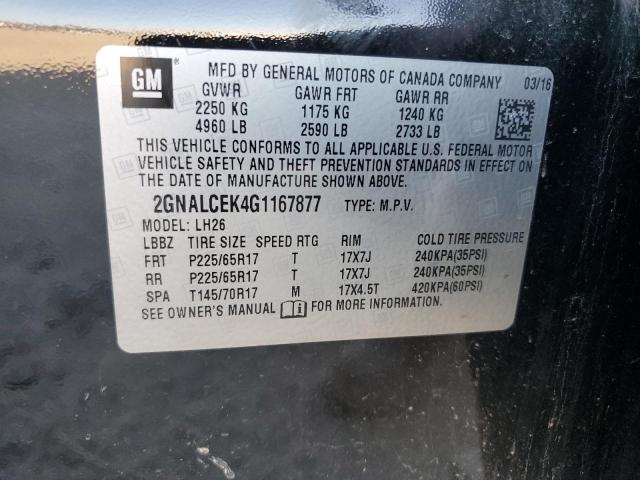 GM
MFD BY GENERAL MOTORS OF CANADA COMPANY 03/16
GVWR GAWR FRT GAWR RR
2250 KG 1175 KG 1240 KG
4960 LB 2590 LB 2733 LB
THIS VEHICLE CONFORMS TO ALL APPLICABLE U.S. FEDERAL MOTOR
VEHICLE SAFETY AND THEFT PREVENTION STANDARDS IN EFFECT ON
THE DATE OF MANUFACTURE SHOWN ABOVE.
2GNALCEK4G1167877 TYPE: M.P.V.
MODEL: LH26
LBBZ TIRE SIZE SPEED RTG RIM COLD TIRE PRESSURE
FRT P225/65R17 T 17X7J 240KPA(35PSI)
RR P225/65R17 T 17X7J 240KPA(35PSI)
SPA T145/70R17 M 17X4.5T 420KPA(60PSI)
SEE OWNER'S MANUAL i FOR MORE INFORMATION.